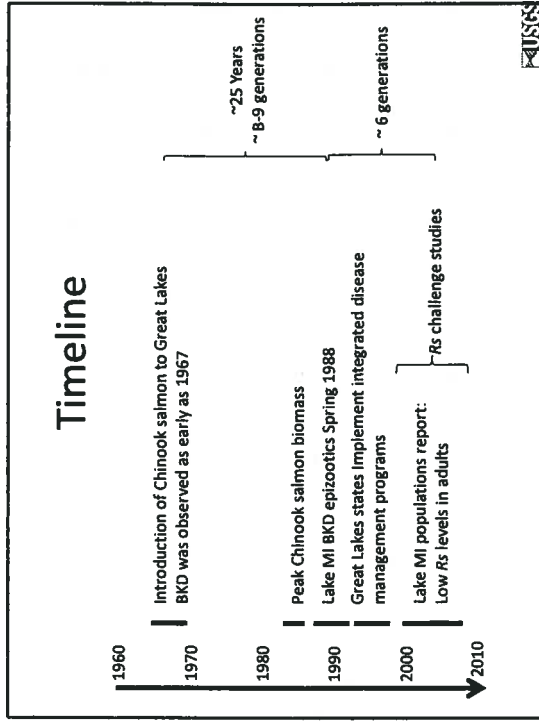 Timeline
1960
1970
1980
1990
2000
2010
Introduction of Chinook salmon to Great Lakes
BKD was observed as early as 1967
Peak Chinook salmon biomass
Lake MI BKD epizootics Spring 1988
Great Lakes states Implement integrated disease
management programs
Lake MI populations report:
Low Rs levels in adults
Rs challenge studies
~25 Years
~8-9 generations
~ 6 generations
USGS